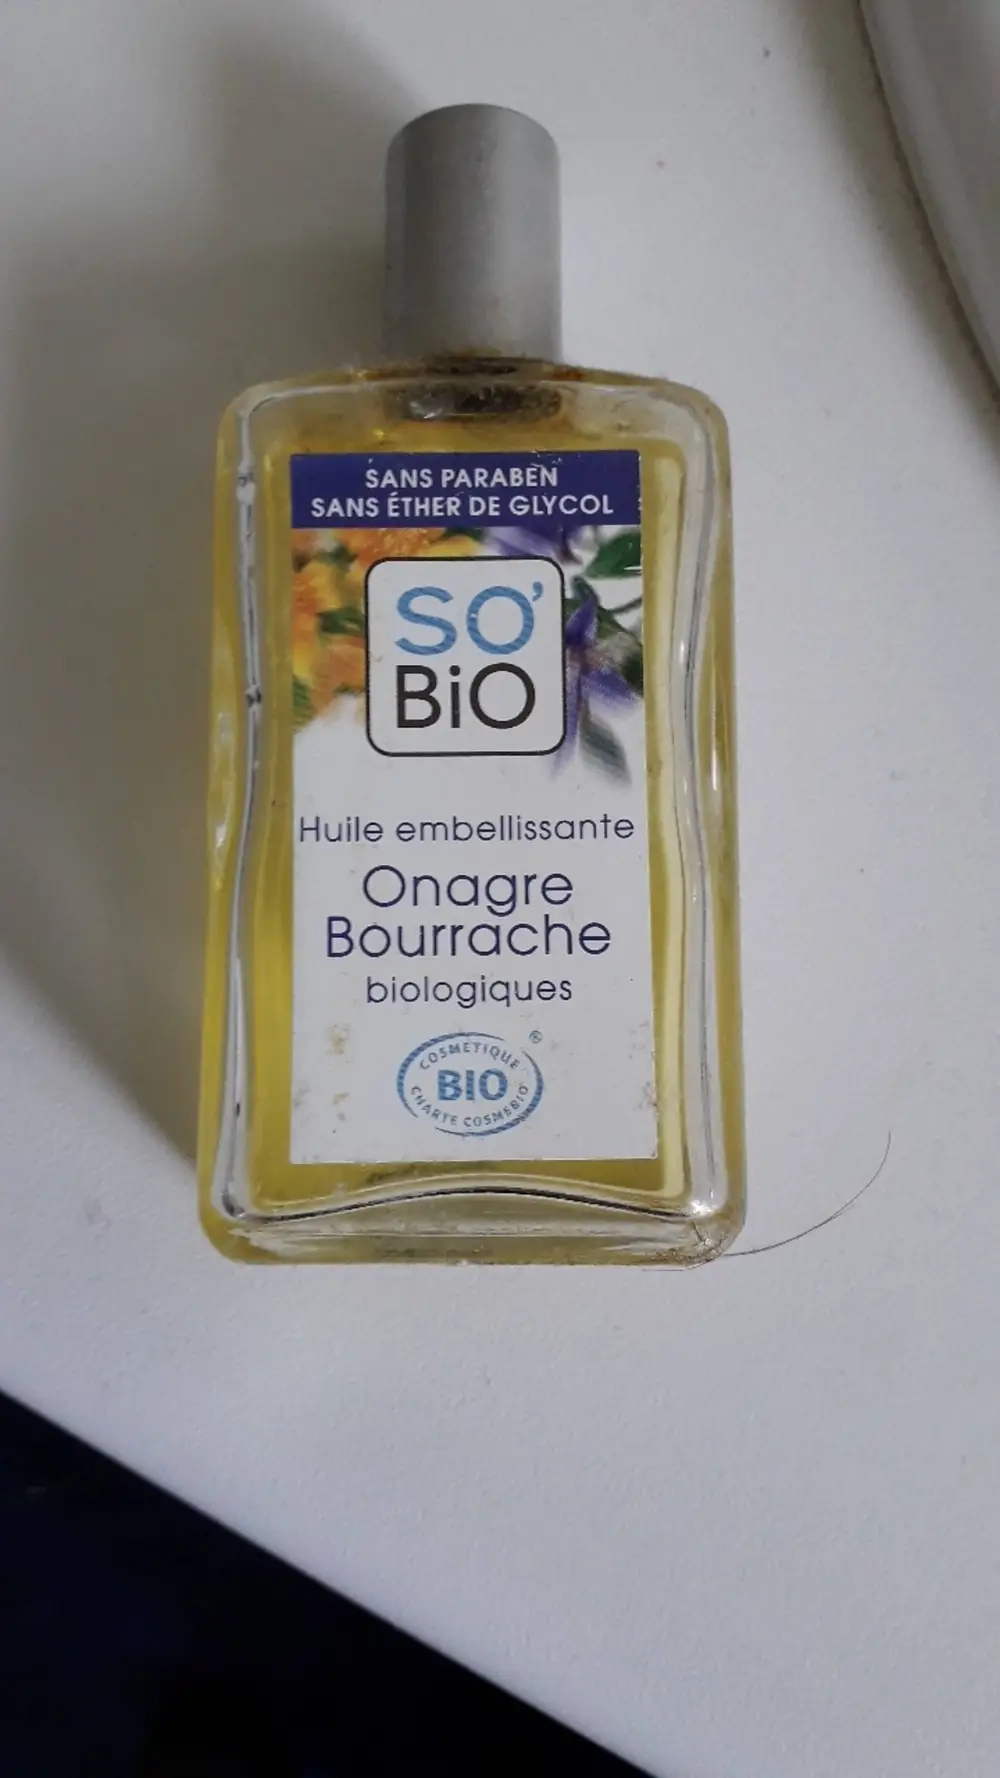 SANS PARABEN
SANS ÉTHER DE GLYCOL
SO'
BiO
Huile embellissante
Onagre
Bourrache
biologiques
®
COSMETIQUE
BIO
CHARTE COSMEBIO